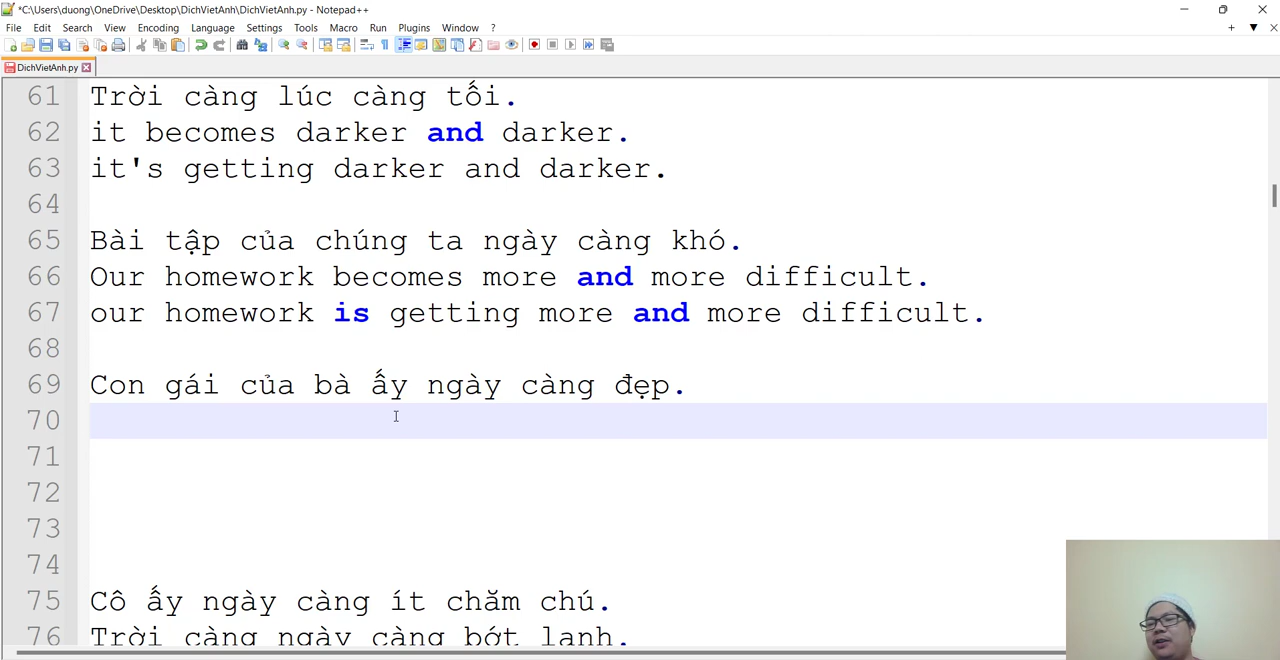 *C:\Users\duong\OneDrive\Desktop\DichVietAnh\DichVietAnh.py - Notepad++
File Edit Search View Encoding Language Settings Tools Macro Run Plugins Window ?
DichVietAnh.py
61 Trời càng lúc càng tối.
62 it becomes darker and darker.
63 it's getting darker and darker.
64
65 Bài tập của chúng ta ngày càng khó.
66 Our homework becomes more and more difficult.
67 our homework is getting more and more difficult.
68
69 Con gái của bà ấy ngày càng đẹp.
70
71
72
73
74
75 Cô ấy ngày càng ít chăm chú.
76 Trời càng ngày càng bớt lạnh.